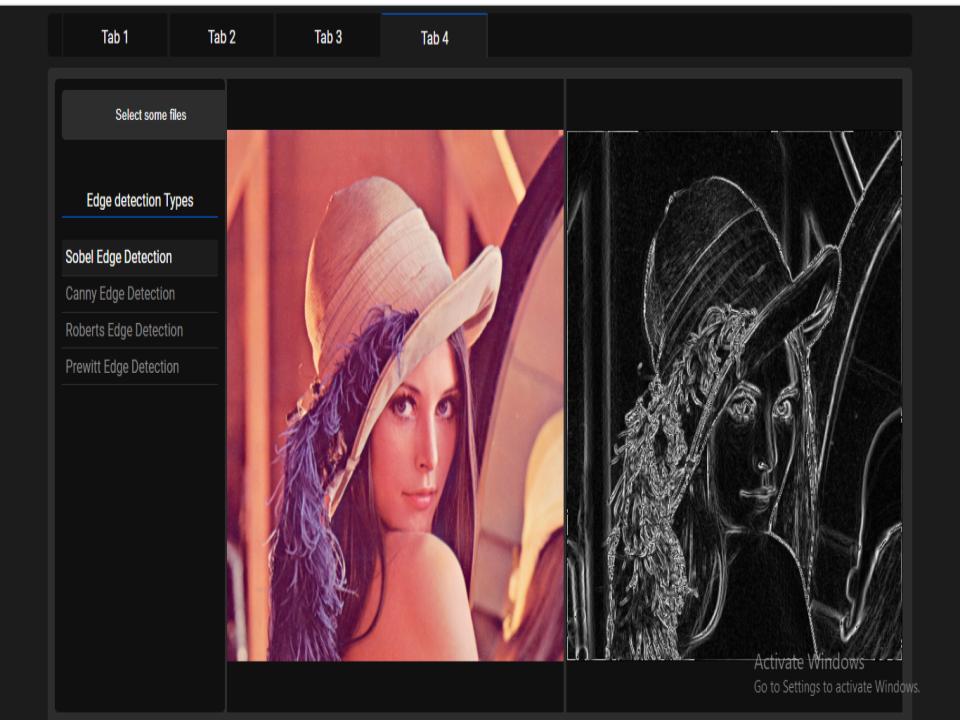 Tab 1
Tab 2
Tab 3
Tab 4
Select some files
Edge detection Types
Sobel Edge Detection
Canny Edge Detection
Roberts Edge Detection
Prewitt Edge Detection
Activate Windows
Go to Settings to activate Windows.